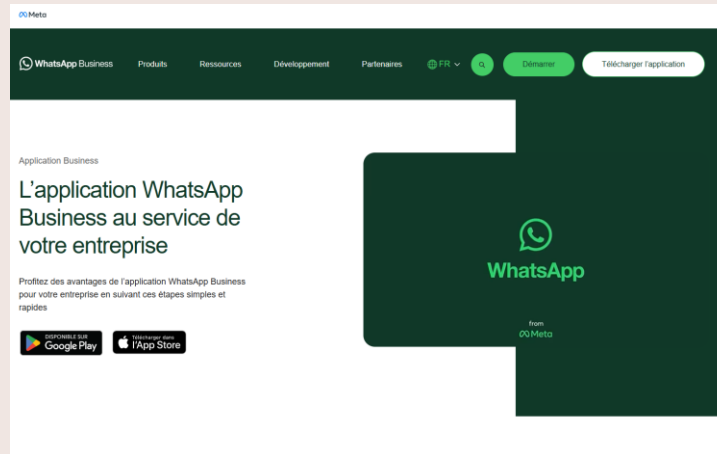 Meta
WhatsApp Business Produits Ressources Développement Partenaires FR Démarrer Télécharger l'application
Application Business
L'application WhatsApp
Business au service de
votre entreprise
Profitez des avantages de l'application WhatsApp Business
pour votre entreprise en suivant ces étapes simples et
rapides
DISPONIBLE SUR
Google Play
Télécharger dans
l'App Store
WhatsApp
from
Meta